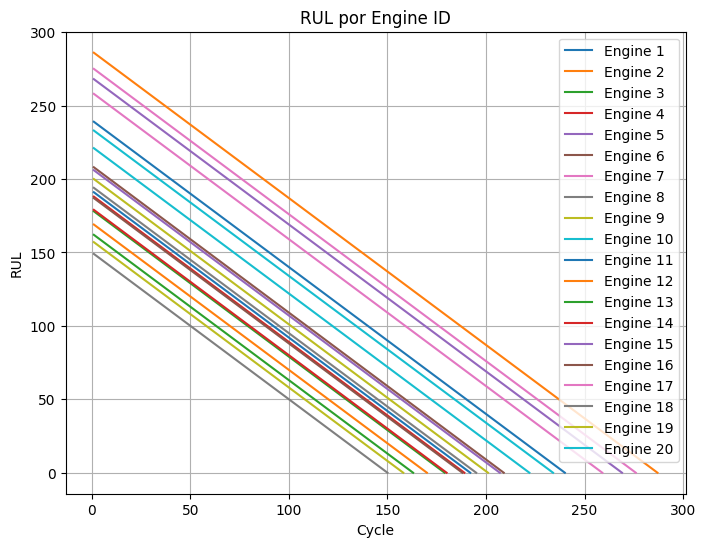 RUL por Engine ID
300
250
200
150
100
50
0
RUL
0
50
100
150
200
250
300
Cycle
Engine 1
Engine 2
Engine 3
Engine 4
Engine 5
Engine 6
Engine 7
Engine 8
Engine 9
Engine 10
Engine 11
Engine 12
Engine 13
Engine 14
Engine 15
Engine 16
Engine 17
Engine 18
Engine 19
Engine 20